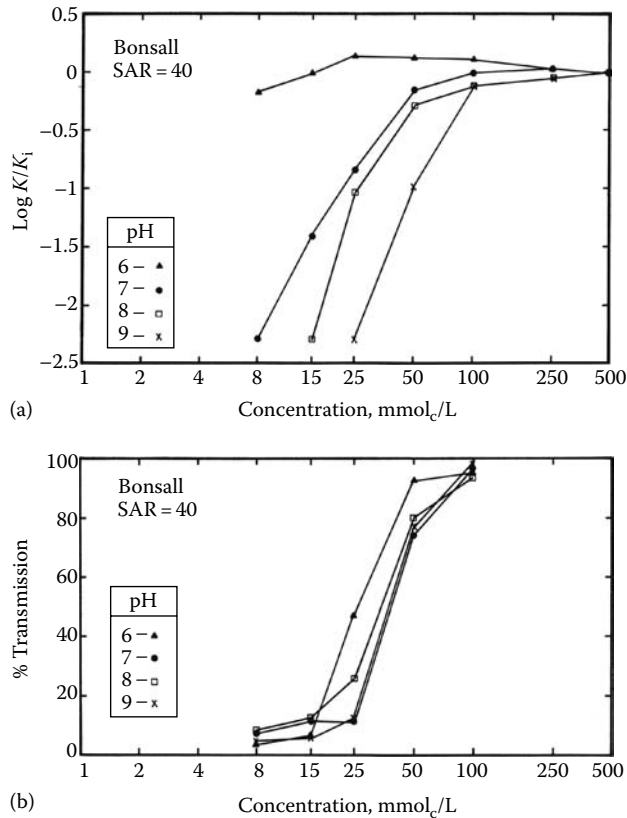 0.5
0
−0.5
−1
−1.5
−2
−2.5
Log K/Ki
Bonsall
SAR = 40
pH
6 –
7 –
8 –
9 –
1 2 4 8 15 25 50 100 250 500
(a)
Concentration, mmolc/L
100
80
60
40
20
0
% Transmission
Bonsall
SAR = 40
pH
6 –
7 –
8 –
9 –
1 2 4 8 15 25 50 100 250 500
(b)
Concentration, mmolc/L